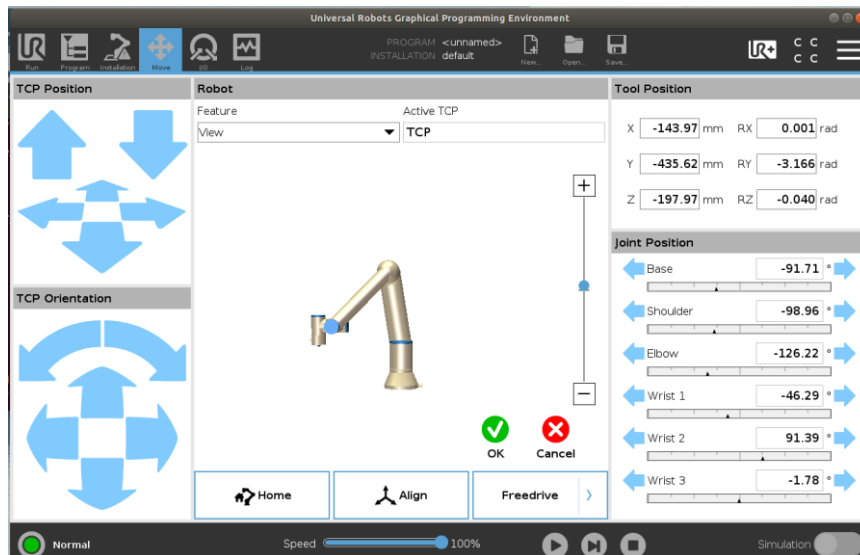 Universal Robots Graphical Programming Environment
UR
Run
Program
Installation
Move
I/O
Log
PROGRAM <unnamed>
INSTALLATION default
New...
Open...
Save...
UR+
C C
C C
TCP Position
Robot
Tool Position
Feature
Active TCP
View
TCP
X -143.97 mm RX 0.001 rad
Y -435.62 mm RY -3.166 rad
Z -197.97 mm RZ -0.040 rad
Joint Position
Base -91.71 °
Shoulder -98.96 °
Elbow -126.22 °
Wrist 1 -46.29 °
Wrist 2 91.39 °
Wrist 3 -1.78 °
TCP Orientation
OK
Cancel
Home
Align
Freedrive
Normal
Speed 100%
Simulation